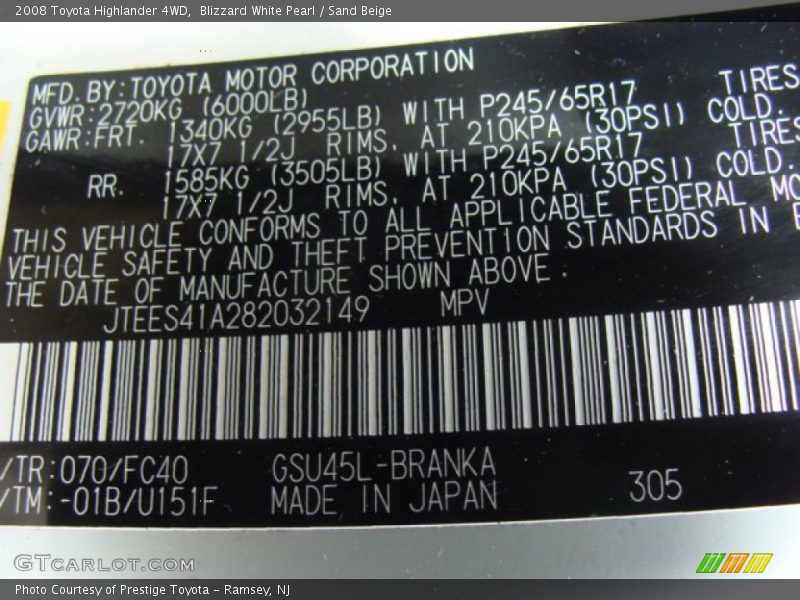 2008 Toyota Highlander 4WD,  Blizzard White Pearl / Sand Beige
MFD. BY: TOYOTA MOTOR CORPORATION
GVWR: 2720KG (6000LB)
GAWR: FRT. 1340KG (2955LB) WITH P245/65R17 TIRES
17X7 1/2J RIMS, AT 210KPA (30PSI) COLD.
RR. 1585KG (3505LB) WITH P245/65R17 TIRES
17X7 1/2J RIMS, AT 210KPA (30PSI) COLD.
THIS VEHICLE CONFORMS TO ALL APPLICABLE FEDERAL
VEHICLE SAFETY AND THEFT PREVENTION STANDARDS IN
THE DATE OF MANUFACTURE SHOWN ABOVE.
JTEES41A282032149 MPV
/TR: 070/FC40 GSU45L-BRANKA
/TM: -01B/U151F MADE IN JAPAN 305
GTCARLOT.COM
Photo Courtesy of Prestige Toyota - Ramsey, NJ